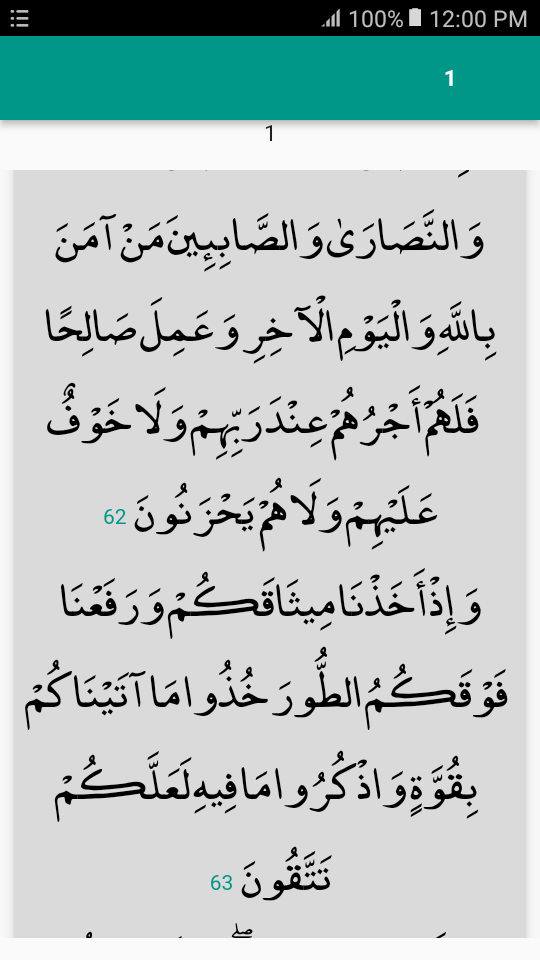 100% 12:00 PM
1
1
وَالنَّصَارَىٰ وَالصَّابِئِينَ مَنْ آمَنَ
بِاللَّهِ وَالْيَوْمِ الْآخِرِ وَعَمِلَ صَالِحًا
فَلَهُمْ أَجْرُهُمْ عِنْدَ رَبِّهِمْ وَلَا خَوْفٌ
عَلَيْهِمْ وَلَا هُمْ يَحْزَنُونَ 62
وَإِذْ أَخَذْنَا مِيثَاقَكُمْ وَرَفَعْنَا
فَوْقَكُمُ الطُّورَ خُذُوا مَا آتَيْنَاكُمْ
بِقُوَّةٍ وَاذْكُرُوا مَا فِيهِ لَعَلَّكُمْ
تَتَّقُونَ 63